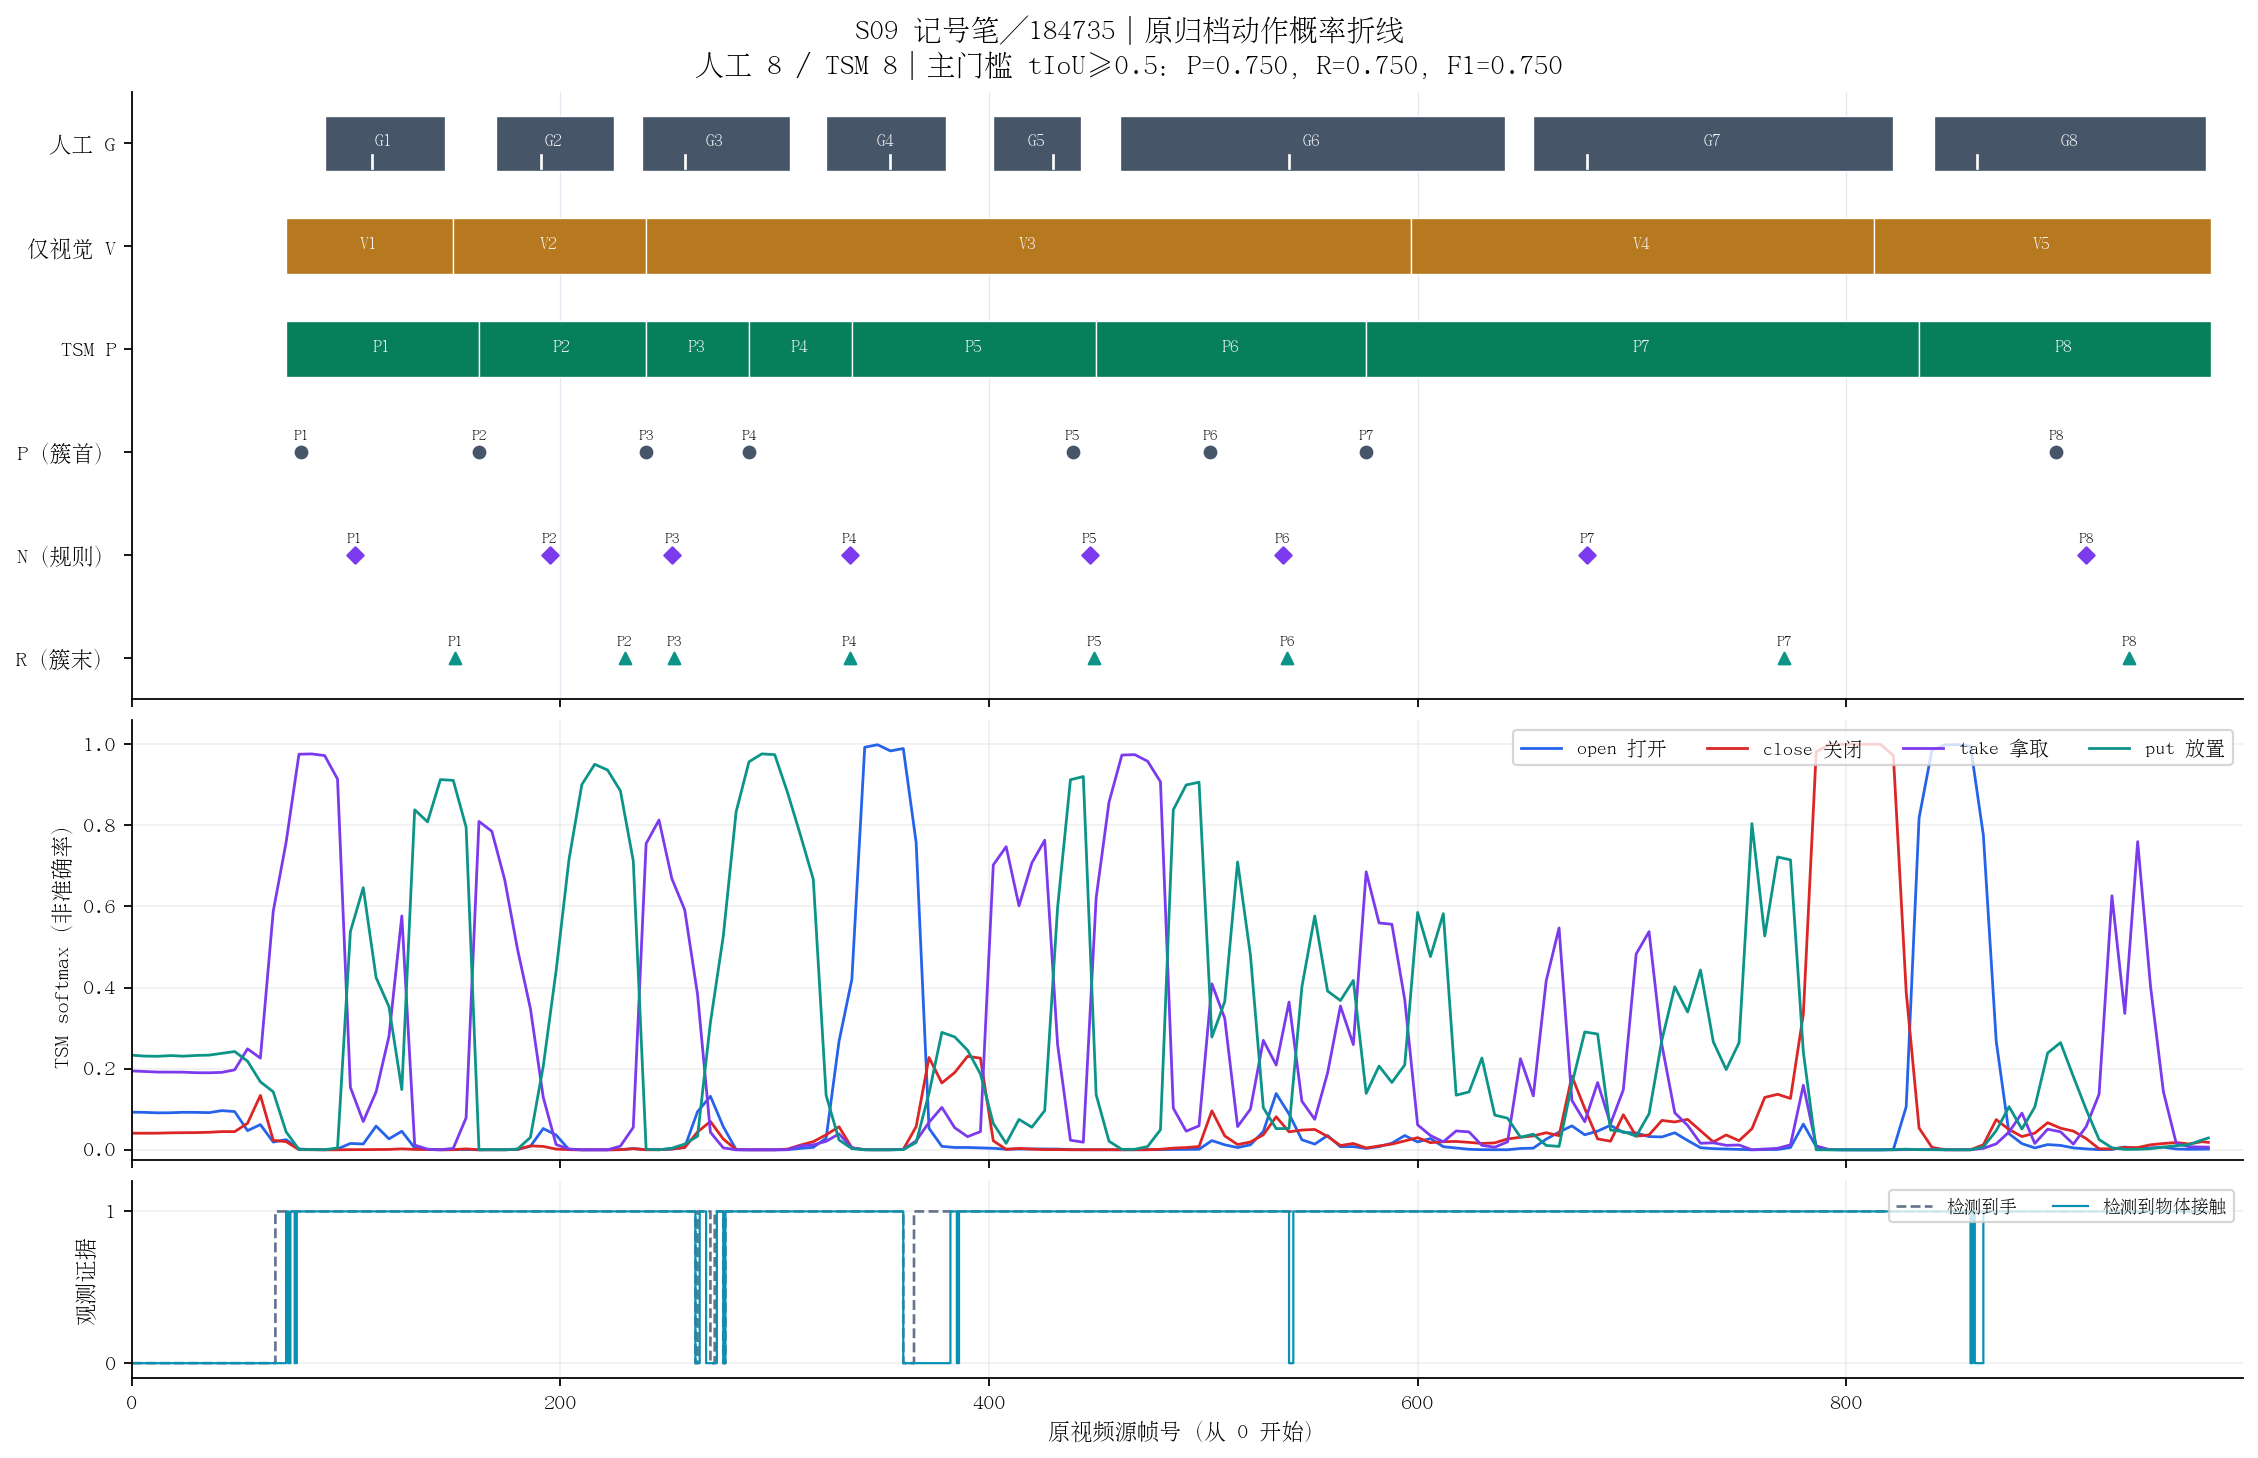 S09 记号笔／184735｜原归档动作概率折线
人工 8 / TSM 8｜主门槛 tIoU≥0.5：P=0.750, R=0.750, F1=0.750
人工 G
G1 G2 G3 G4 G5 G6 G7 G8
仅视觉 V
V1 V2 V3 V4 V5
TSM P
P1 P2 P3 P4 P5 P6 P7 P8
P（簇首）
P1 P2 P3 P4 P5 P6 P7 P8
N（规则）
P1 P2 P3 P4 P5 P6 P7 P8
R（簇末）
P1 P2 P3 P4 P5 P6 P7 P8
TSM softmax（非准确率）
1.0
0.8
0.6
0.4
0.2
0.0
open 打开 close 关闭 take 拿取 put 放置
观测证据
1
0
检测到手 检测到物体接触
0 200 400 600 800
原视频源帧号（从 0 开始）